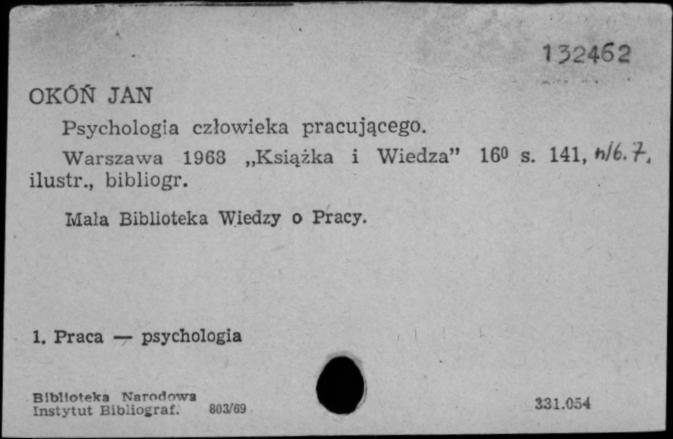 132462
OKÓŃ JAN
Psychologia człowieka pracującego.
Warszawa 1968 „Książka i Wiedza” 16⁰ s. 141, n/b. 7,
ilustr., bibliogr.
Mała Biblioteka Wiedzy o Pracy.
1. Praca — psychologia
Biblioteka Narodowa
Instytut Bibliograf. 803/69
331.054